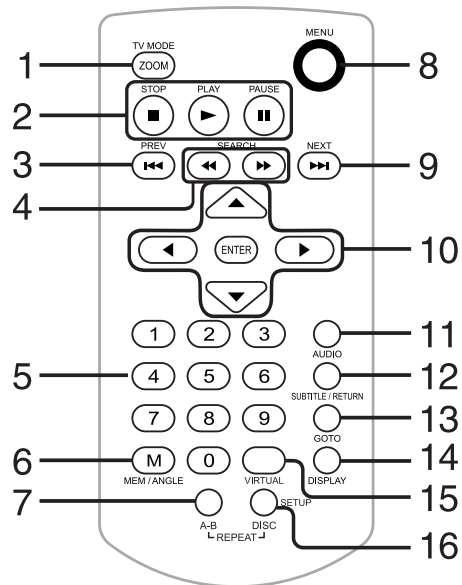 MENU
TV MODE
1 ZOOM 8
STOP PLAY PAUSE
2
PREV SEARCH NEXT
3 9
4
ENTER 10
1 2 3 11
AUDIO
5 4 5 6 12
SUBTITLE / RETURN
7 8 9 13
GOTO
6 M 0 14
MEM / ANGLE VIRTUAL DISPLAY
15
7 SETUP
A-B DISC 16
REPEAT